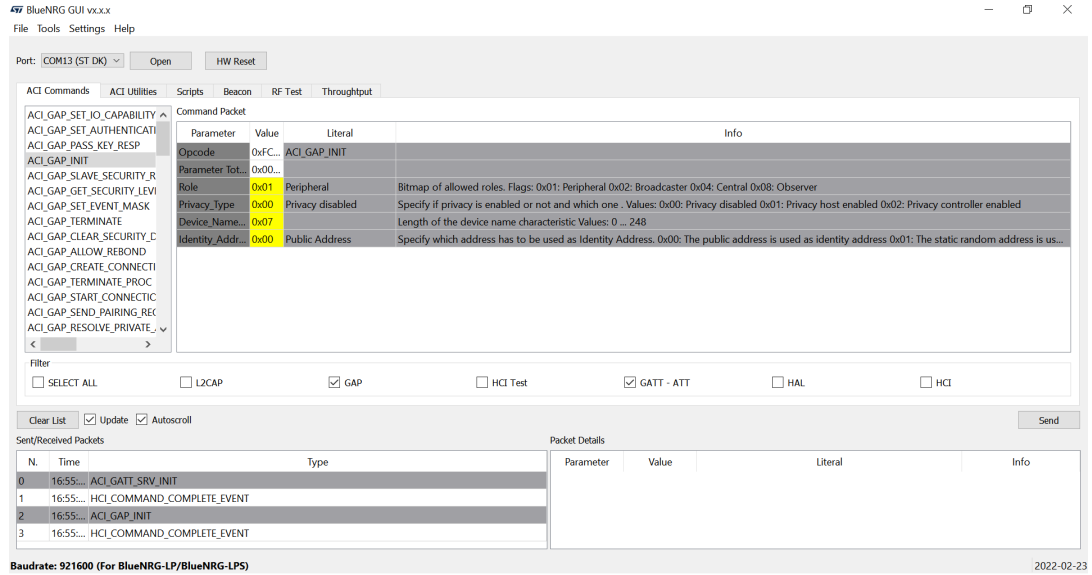 BlueNRG GUI vx.x.x
File Tools Settings Help
Port: COM13 (ST DK) Open HW Reset
ACI Commands ACI Utilities Scripts Beacon RF Test Throughtput
ACI_GAP_SET_IO_CAPABILITY
ACI_GAP_SET_AUTHENTICATI
ACI_GAP_PASS_KEY_RESP
ACI_GAP_INIT
ACI_GAP_SLAVE_SECURITY_R
ACI_GAP_GET_SECURITY_LEVI
ACI_GAP_SET_EVENT_MASK
ACI_GAP_TERMINATE
ACI_GAP_CLEAR_SECURITY_D
ACI_GAP_ALLOW_REBOND
ACI_GAP_CREATE_CONNECTI
ACI_GAP_TERMINATE_PROC
ACI_GAP_START_CONNECTIC
ACI_GAP_SEND_PAIRING_REC
ACI_GAP_RESOLVE_PRIVATE_.
Command Packet
Parameter Value Literal Info
Opcode 0xFC... ACI_GAP_INIT
Parameter Tot... 0x00...
Role 0x01 Peripheral Bitmap of allowed roles. Flags: 0x01: Peripheral 0x02: Broadcaster 0x04: Central 0x08: Observer
Privacy_Type 0x00 Privacy disabled Specify if privacy is enabled or not and which one . Values: 0x00: Privacy disabled 0x01: Privacy host enabled 0x02: Privacy controller enabled
Device_Name... 0x07 Length of the device name characteristic Values: 0 ... 248
Identity_Addr... 0x00 Public Address Specify which address has to be used as Identity Address. 0x00: The public address is used as identity address 0x01: The static random address is us...
Filter
SELECT ALL L2CAP GAP HCI Test GATT - ATT HAL HCI
Clear List Update Autoscroll Send
Sent/Received Packets
N. Time Type
0 16:55:... ACI_GATT_SRV_INIT
1 16:55:... HCI_COMMAND_COMPLETE_EVENT
2 16:55:... ACI_GAP_INIT
3 16:55:... HCI_COMMAND_COMPLETE_EVENT
Packet Details
Parameter Value Literal Info
Baudrate: 921600 (For BlueNRG-LP/BlueNRG-LPS) 2022-02-23